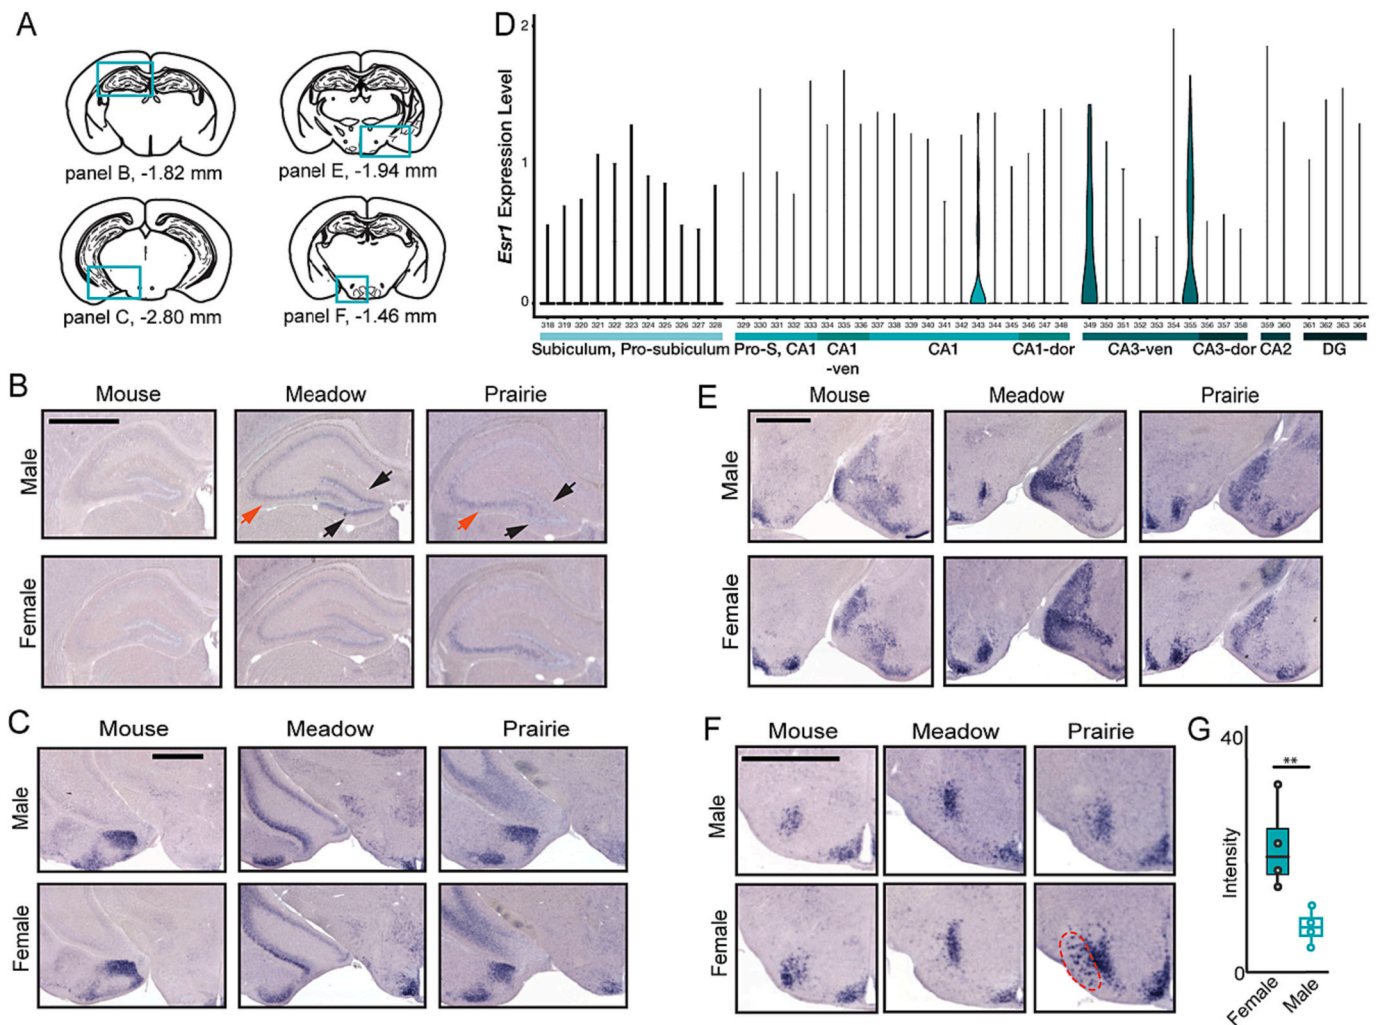 A
panel B, -1.82 mm
panel E, -1.94 mm
panel C, -2.80 mm
panel F, -1.46 mm
D
Esr1 Expression Level
2
1
0
318 319 320 321 322 323 324 325 326 327 328 329 330 331 332 333 334 335 336 337 338 339 340 341 342 343 344 345 346 347 348 349 350 351 352 353 354 355 356 357 358 359 360 361 362 363 364
Subiculum, Pro-subiculum Pro-S, CA1 CA1 CA1 CA1-dor CA3-ven CA3-dor CA2 DG
-ven
B
Mouse Meadow Prairie
Male
Female
C
Mouse Meadow Prairie
Male
Female
E
Mouse Meadow Prairie
Male
Female
F
Mouse Meadow Prairie
Male
Female
G
40
**
Intensity
0
Female Male